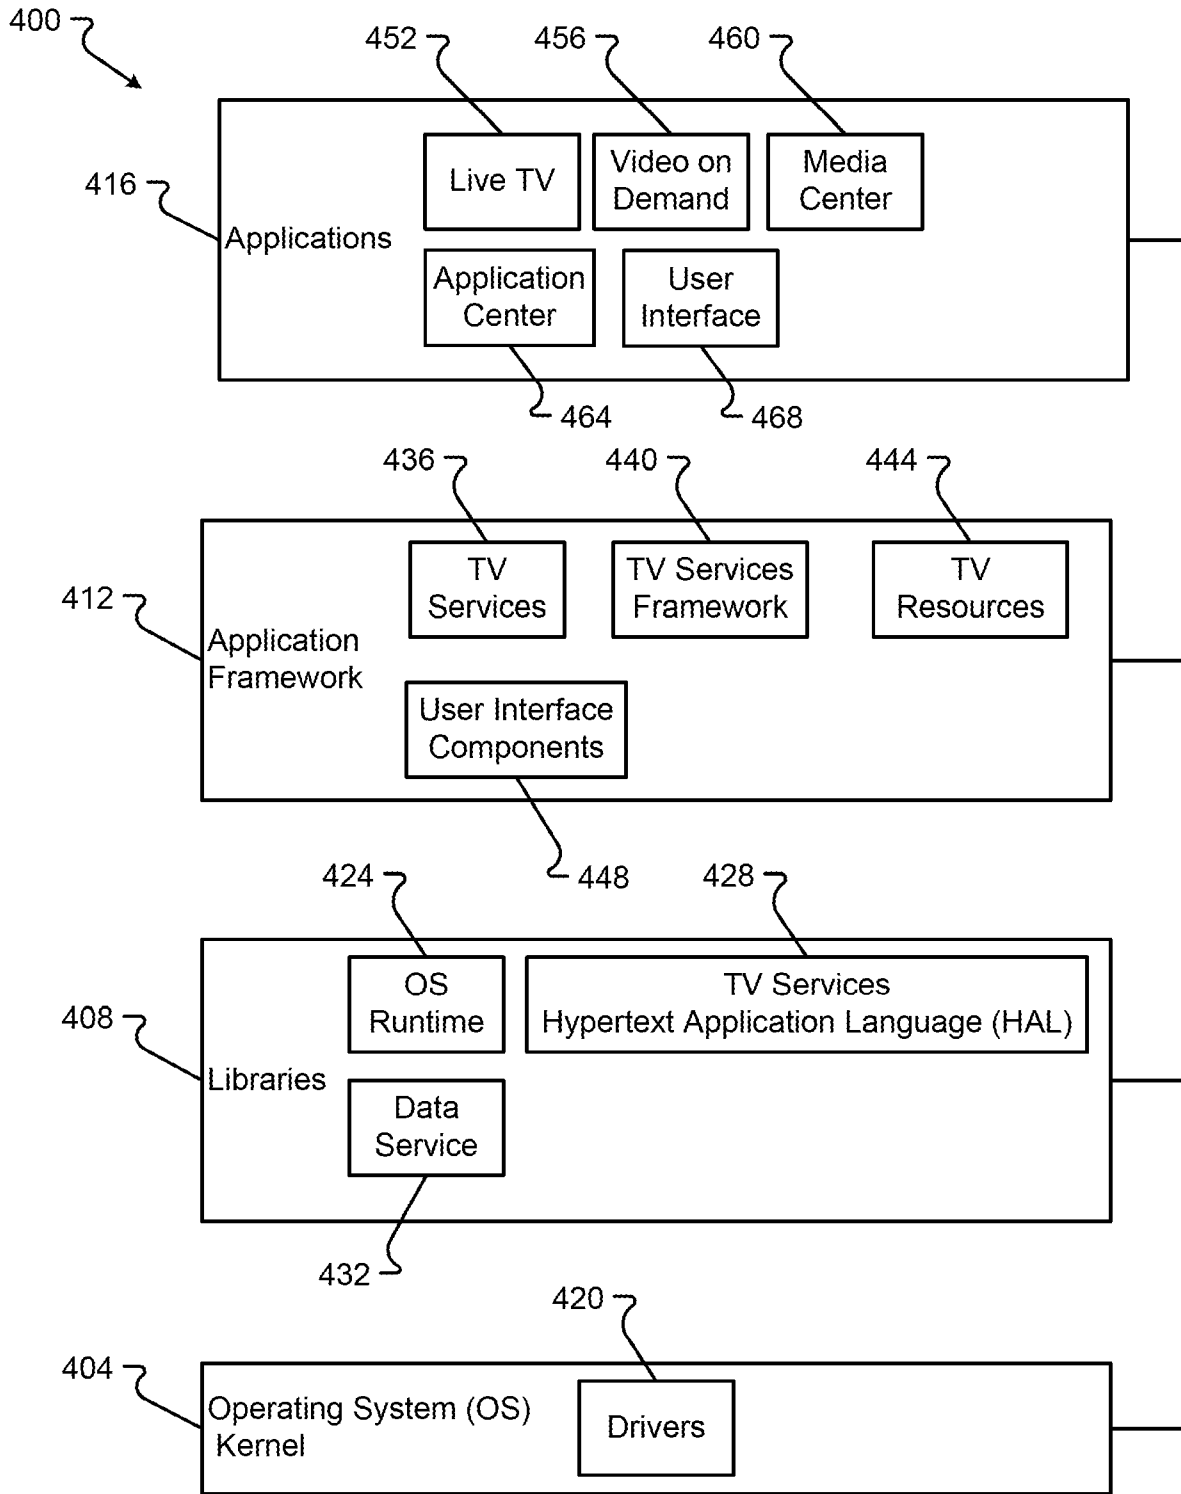 400
452
456
460
416
Applications
Live TV
Video on
Demand
Media
Center
Application
Center
User
Interface
464
468
436
440
444
412
Application
Framework
TV
Services
TV Services
Framework
TV
Resources
User Interface
Components
448
424
428
408
Libraries
OS
Runtime
TV Services
Hypertext Application Language (HAL)
Data
Service
432
420
404
Operating System (OS)
Kernel
Drivers